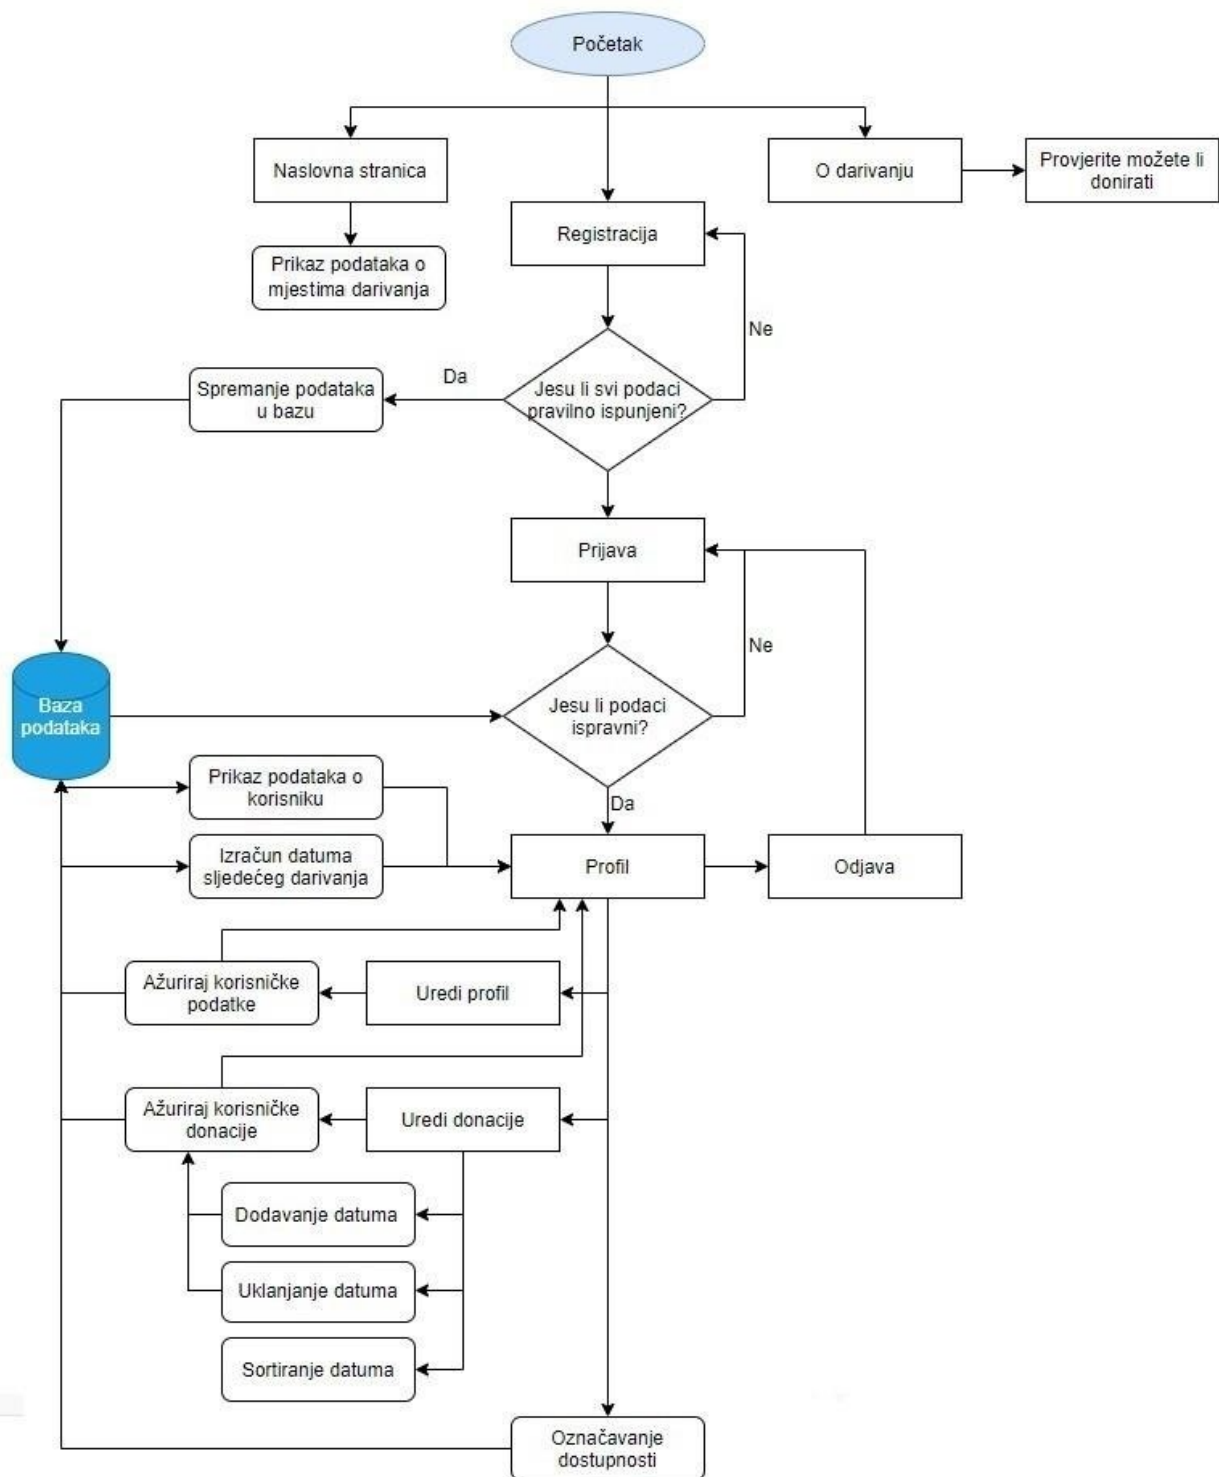 Početak
Naslovna stranica
O darivanju
Provjerite možete li
donirati
Registracija
Prikaz podataka o
mjestima darivanja
Ne
Da
Spremanje podataka
u bazu
Jesu li svi podaci
pravilno ispunjeni?
Prijava
Ne
Baza
podataka
Jesu li podaci
ispravni?
Da
Prikaz podataka o
korisniku
Izračun datuma
sljedećeg darivanja
Profil
Odjava
Ažuriraj korisničke
podatke
Uredi profil
Ažuriraj korisničke
donacije
Uredi donacije
Dodavanje datuma
Uklanjanje datuma
Sortiranje datuma
Označavanje
dostupnosti